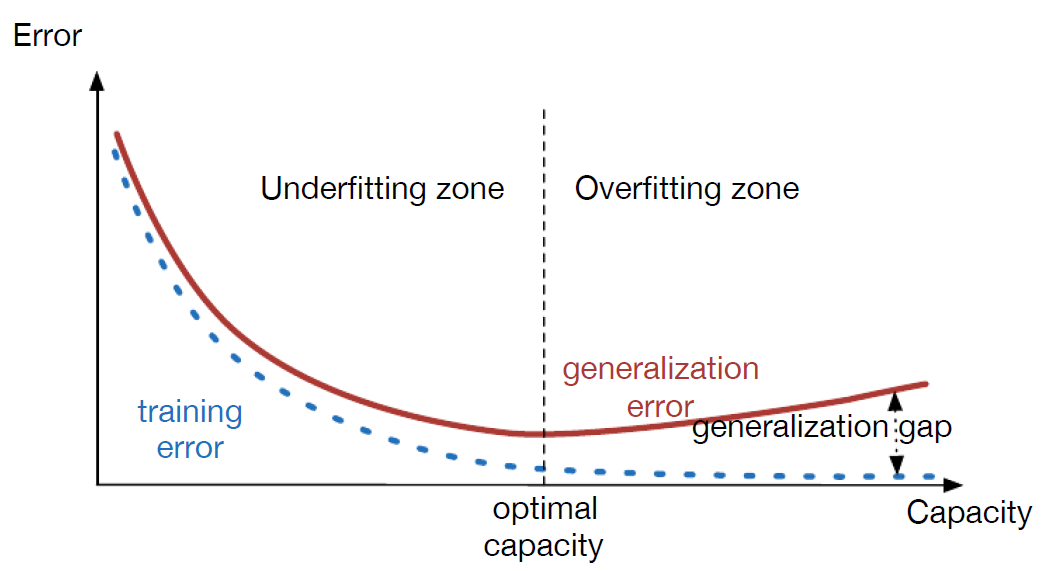 Error
Underfitting zone
Overfitting zone
generalization
error
generalization gap
training
error
optimal
capacity
Capacity